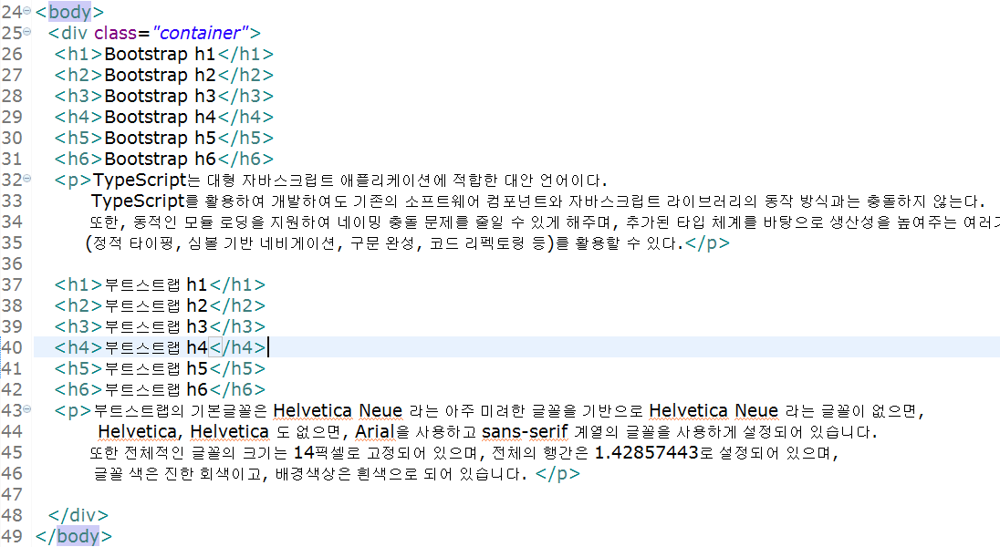 24 <body>
25 <div class="container">
26 <h1>Bootstrap h1</h1>
27 <h2>Bootstrap h2</h2>
28 <h3>Bootstrap h3</h3>
29 <h4>Bootstrap h4</h4>
30 <h5>Bootstrap h5</h5>
31 <h6>Bootstrap h6</h6>
32 <p>TypeScript는 대형 자바스크립트 애플리케이션에 적합한 대안 언어이다.
33 TypeScript를 활용하여 개발하여도 기존의 소프트웨어 컴포넌트와 자바스크립트 라이브러리의 동작 방식과는 충돌하지 않는다.
34 또한, 동적인 모듈 로딩을 지원하여 네이밍 충돌 문제를 줄일 수 있게 해주며, 추가된 타입 체계를 바탕으로 생산성을 높여주는 여러
35 (정적 타이핑, 심볼 기반 네비게이션, 구문 완성, 코드 리펙토링 등)를 활용할 수 있다.</p>
36
37 <h1>부트스트랩 h1</h1>
38 <h2>부트스트랩 h2</h2>
39 <h3>부트스트랩 h3</h3>
40 <h4>부트스트랩 h4</h4>
41 <h5>부트스트랩 h5</h5>
42 <h6>부트스트랩 h6</h6>
43 <p>부트스트랩의 기본글꼴은 Helvetica Neue 라는 아주 미려한 글꼴을 기반으로 Helvetica Neue 라는 글꼴이 없으면,
44 Helvetica, Helvetica 도 없으면, Arial을 사용하고 sans-serif 계열의 글꼴을 사용하게 설정되어 있습니다.
45 또한 전체적인 글꼴의 크기는 14픽셀로 고정되어 있으며, 전체의 행간은 1.42857443로 설정되어 있으며,
46 글꼴 색은 진한 회색이고, 배경색상은 흰색으로 되어 있습니다. </p>
47
48 </div>
49 </body>